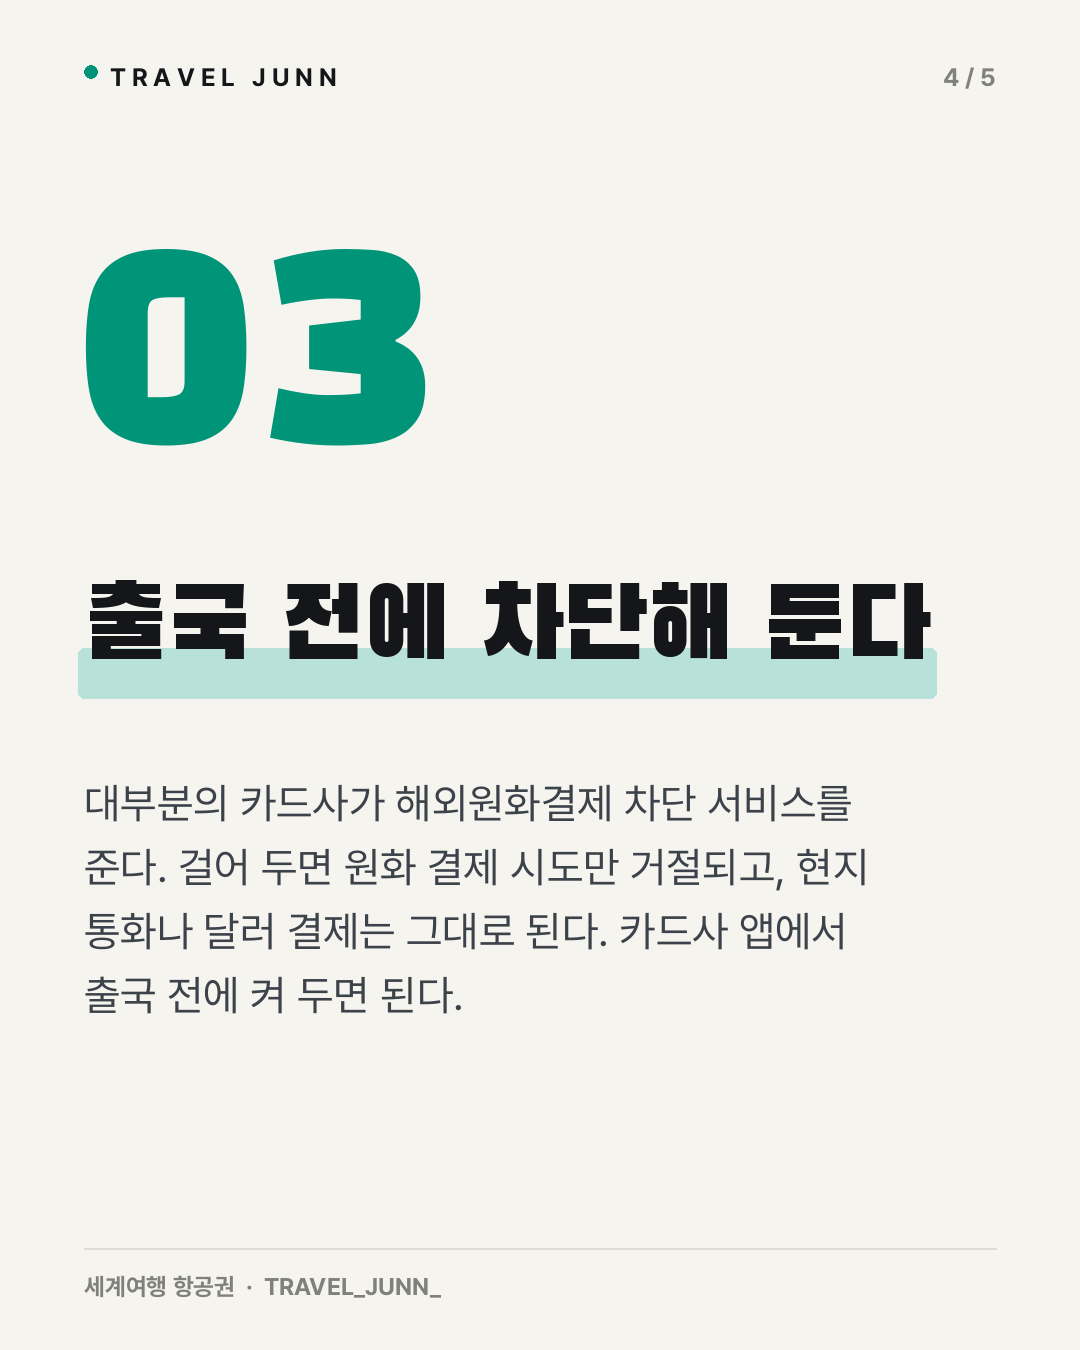 TRAVEL JUNN
4 / 5
03
출국 전에 차단해 둔다
대부분의 카드사가 해외원화결제 차단 서비스를
준다. 걸어 두면 원화 결제 시도만 거절되고, 현지
통화나 달러 결제는 그대로 된다. 카드사 앱에서
출국 전에 켜 두면 된다.
세계여행 항공권 · TRAVEL_JUNN_